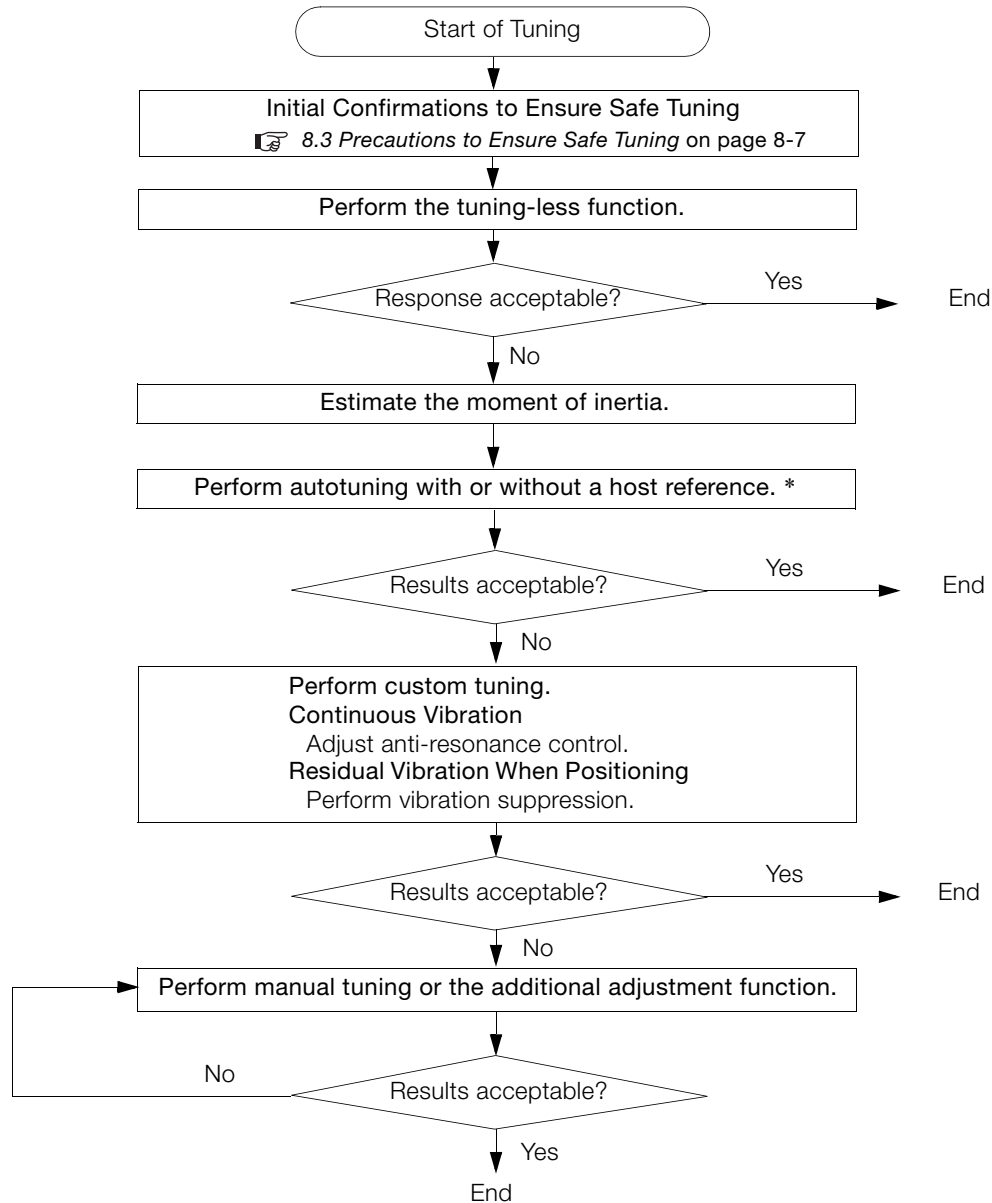 Start of Tuning
Initial Confirmations to Ensure Safe Tuning
8.3 Precautions to Ensure Safe Tuning on page 8-7
Perform the tuning-less function.
Response acceptable?
Yes
End
No
Estimate the moment of inertia.
Perform autotuning with or without a host reference. *
Results acceptable?
Yes
End
No
Perform custom tuning.
Continuous Vibration
Adjust anti-resonance control.
Residual Vibration When Positioning
Perform vibration suppression.
Results acceptable?
Yes
End
No
Perform manual tuning or the additional adjustment function.
No
Results acceptable?
Yes
End